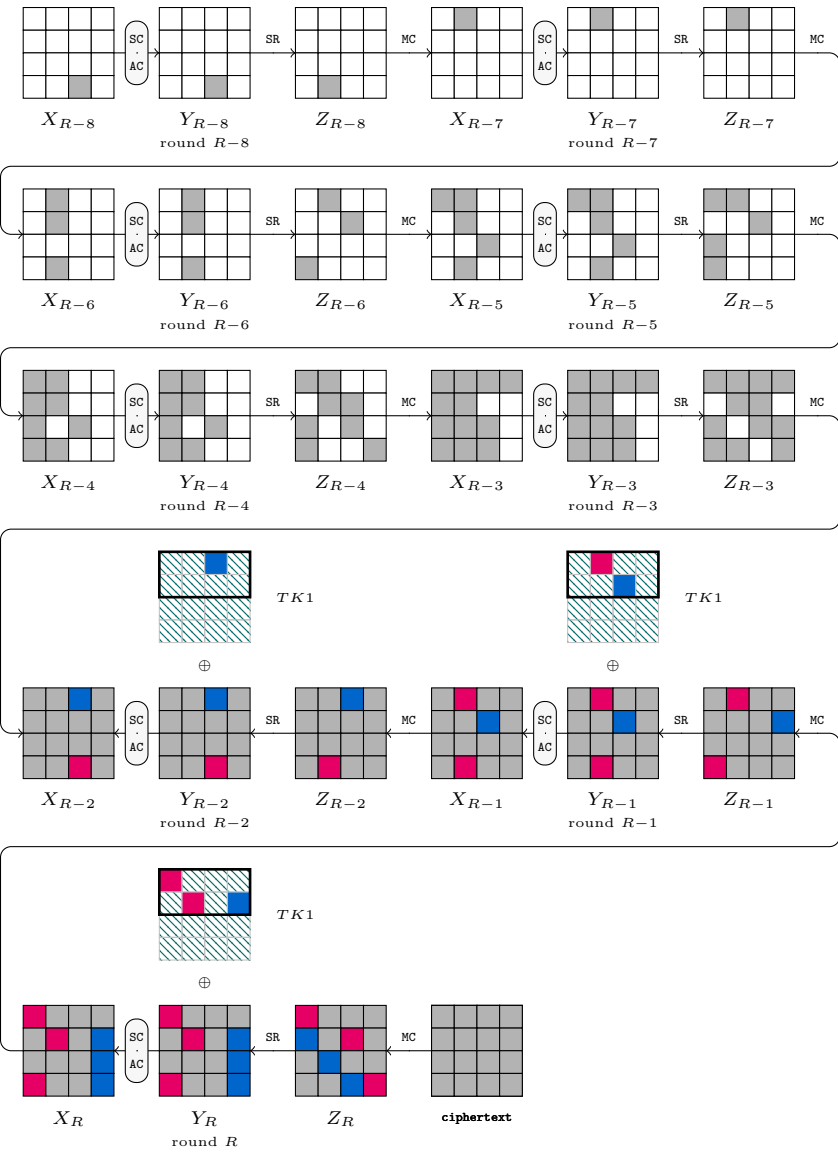 SC · AC SR MC SC · AC SR MC
X_{R−8} Y_{R−8} Z_{R−8} X_{R−7} Y_{R−7} Z_{R−7}
round R−8 round R−7
SC · AC SR MC SC · AC SR MC
X_{R−6} Y_{R−6} Z_{R−6} X_{R−5} Y_{R−5} Z_{R−5}
round R−6 round R−5
SC · AC SR MC SC · AC SR MC
X_{R−4} Y_{R−4} Z_{R−4} X_{R−3} Y_{R−3} Z_{R−3}
round R−4 round R−3
TK1 TK1
⊕ ⊕
SC · AC SR MC SC · AC SR MC
X_{R−2} Y_{R−2} Z_{R−2} X_{R−1} Y_{R−1} Z_{R−1}
round R−2 round R−1
TK1
⊕
SC · AC SR MC
X_R Y_R Z_R ciphertext
round R